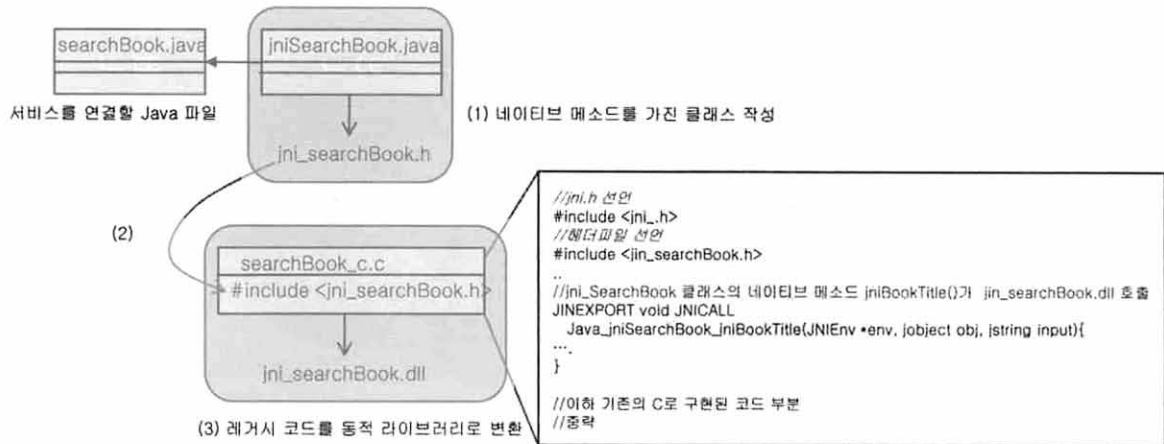 searchBook.java
jniSearchBook.java
서비스를 연결할 Java 파일
(1) 네이티브 메소드를 가진 클래스 작성
jni_searchBook.h
(2)
searchBook_c.c
#include <jni_searchBook.h>
jni_searchBook.dll
(3) 레거시 코드를 동적 라이브러리로 변환
//jni.h 선언
#include <jni_.h>
//헤더파일 선언
#include <jin_searchBook.h>
..
//jni_SearchBook 클래스의 네이티브 메소드 jniBookTitle()가 jin_searchBook.dll 호출
JINEXPORT void JNICALL
Java_jniSearchBook_jniBookTitle(JNIEnv *env, jobject obj, jstring input){
....
}
//이하 기존의 C로 구현된 코드 부분
//중략